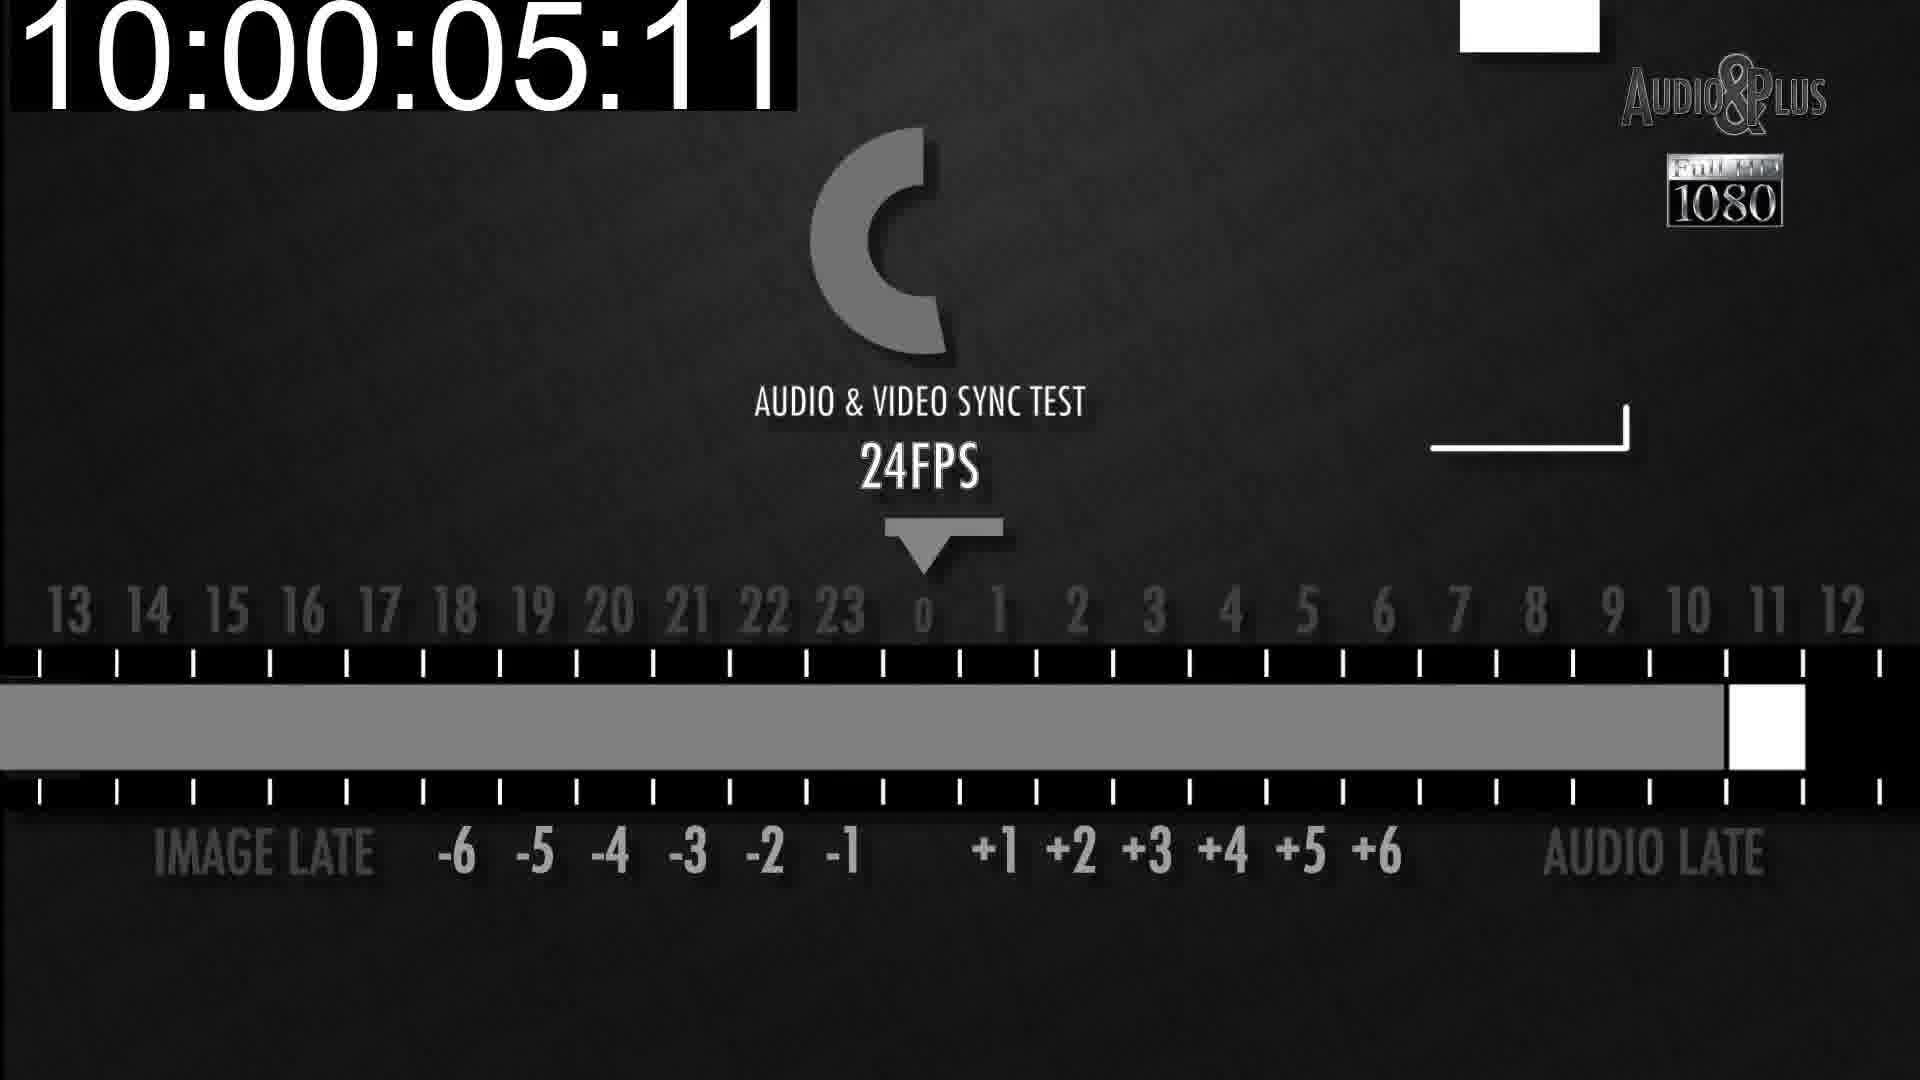 10:00:05:11
AUDIO&PLUS
FULL HD
1080
AUDIO & VIDEO SYNC TEST
24FPS
13 14 15 16 17 18 19 20 21 22 23 0 1 2 3 4 5 6 7 8 9 10 11 12
IMAGE LATE -6 -5 -4 -3 -2 -1 +1 +2 +3 +4 +5 +6 AUDIO LATE